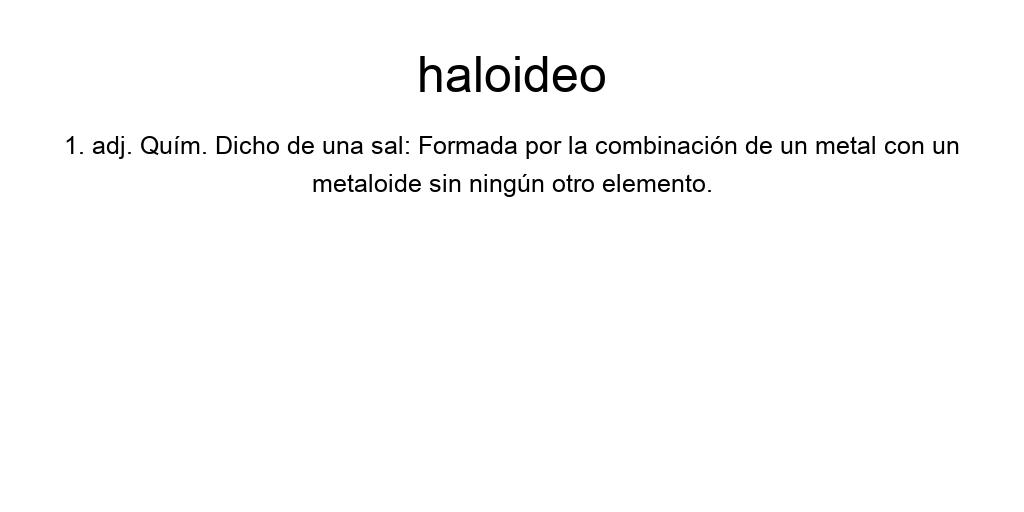 haloideo
1. adj. Quím. Dicho de una sal: Formada por la combinación de un metal con un
metaloide sin ningún otro elemento.